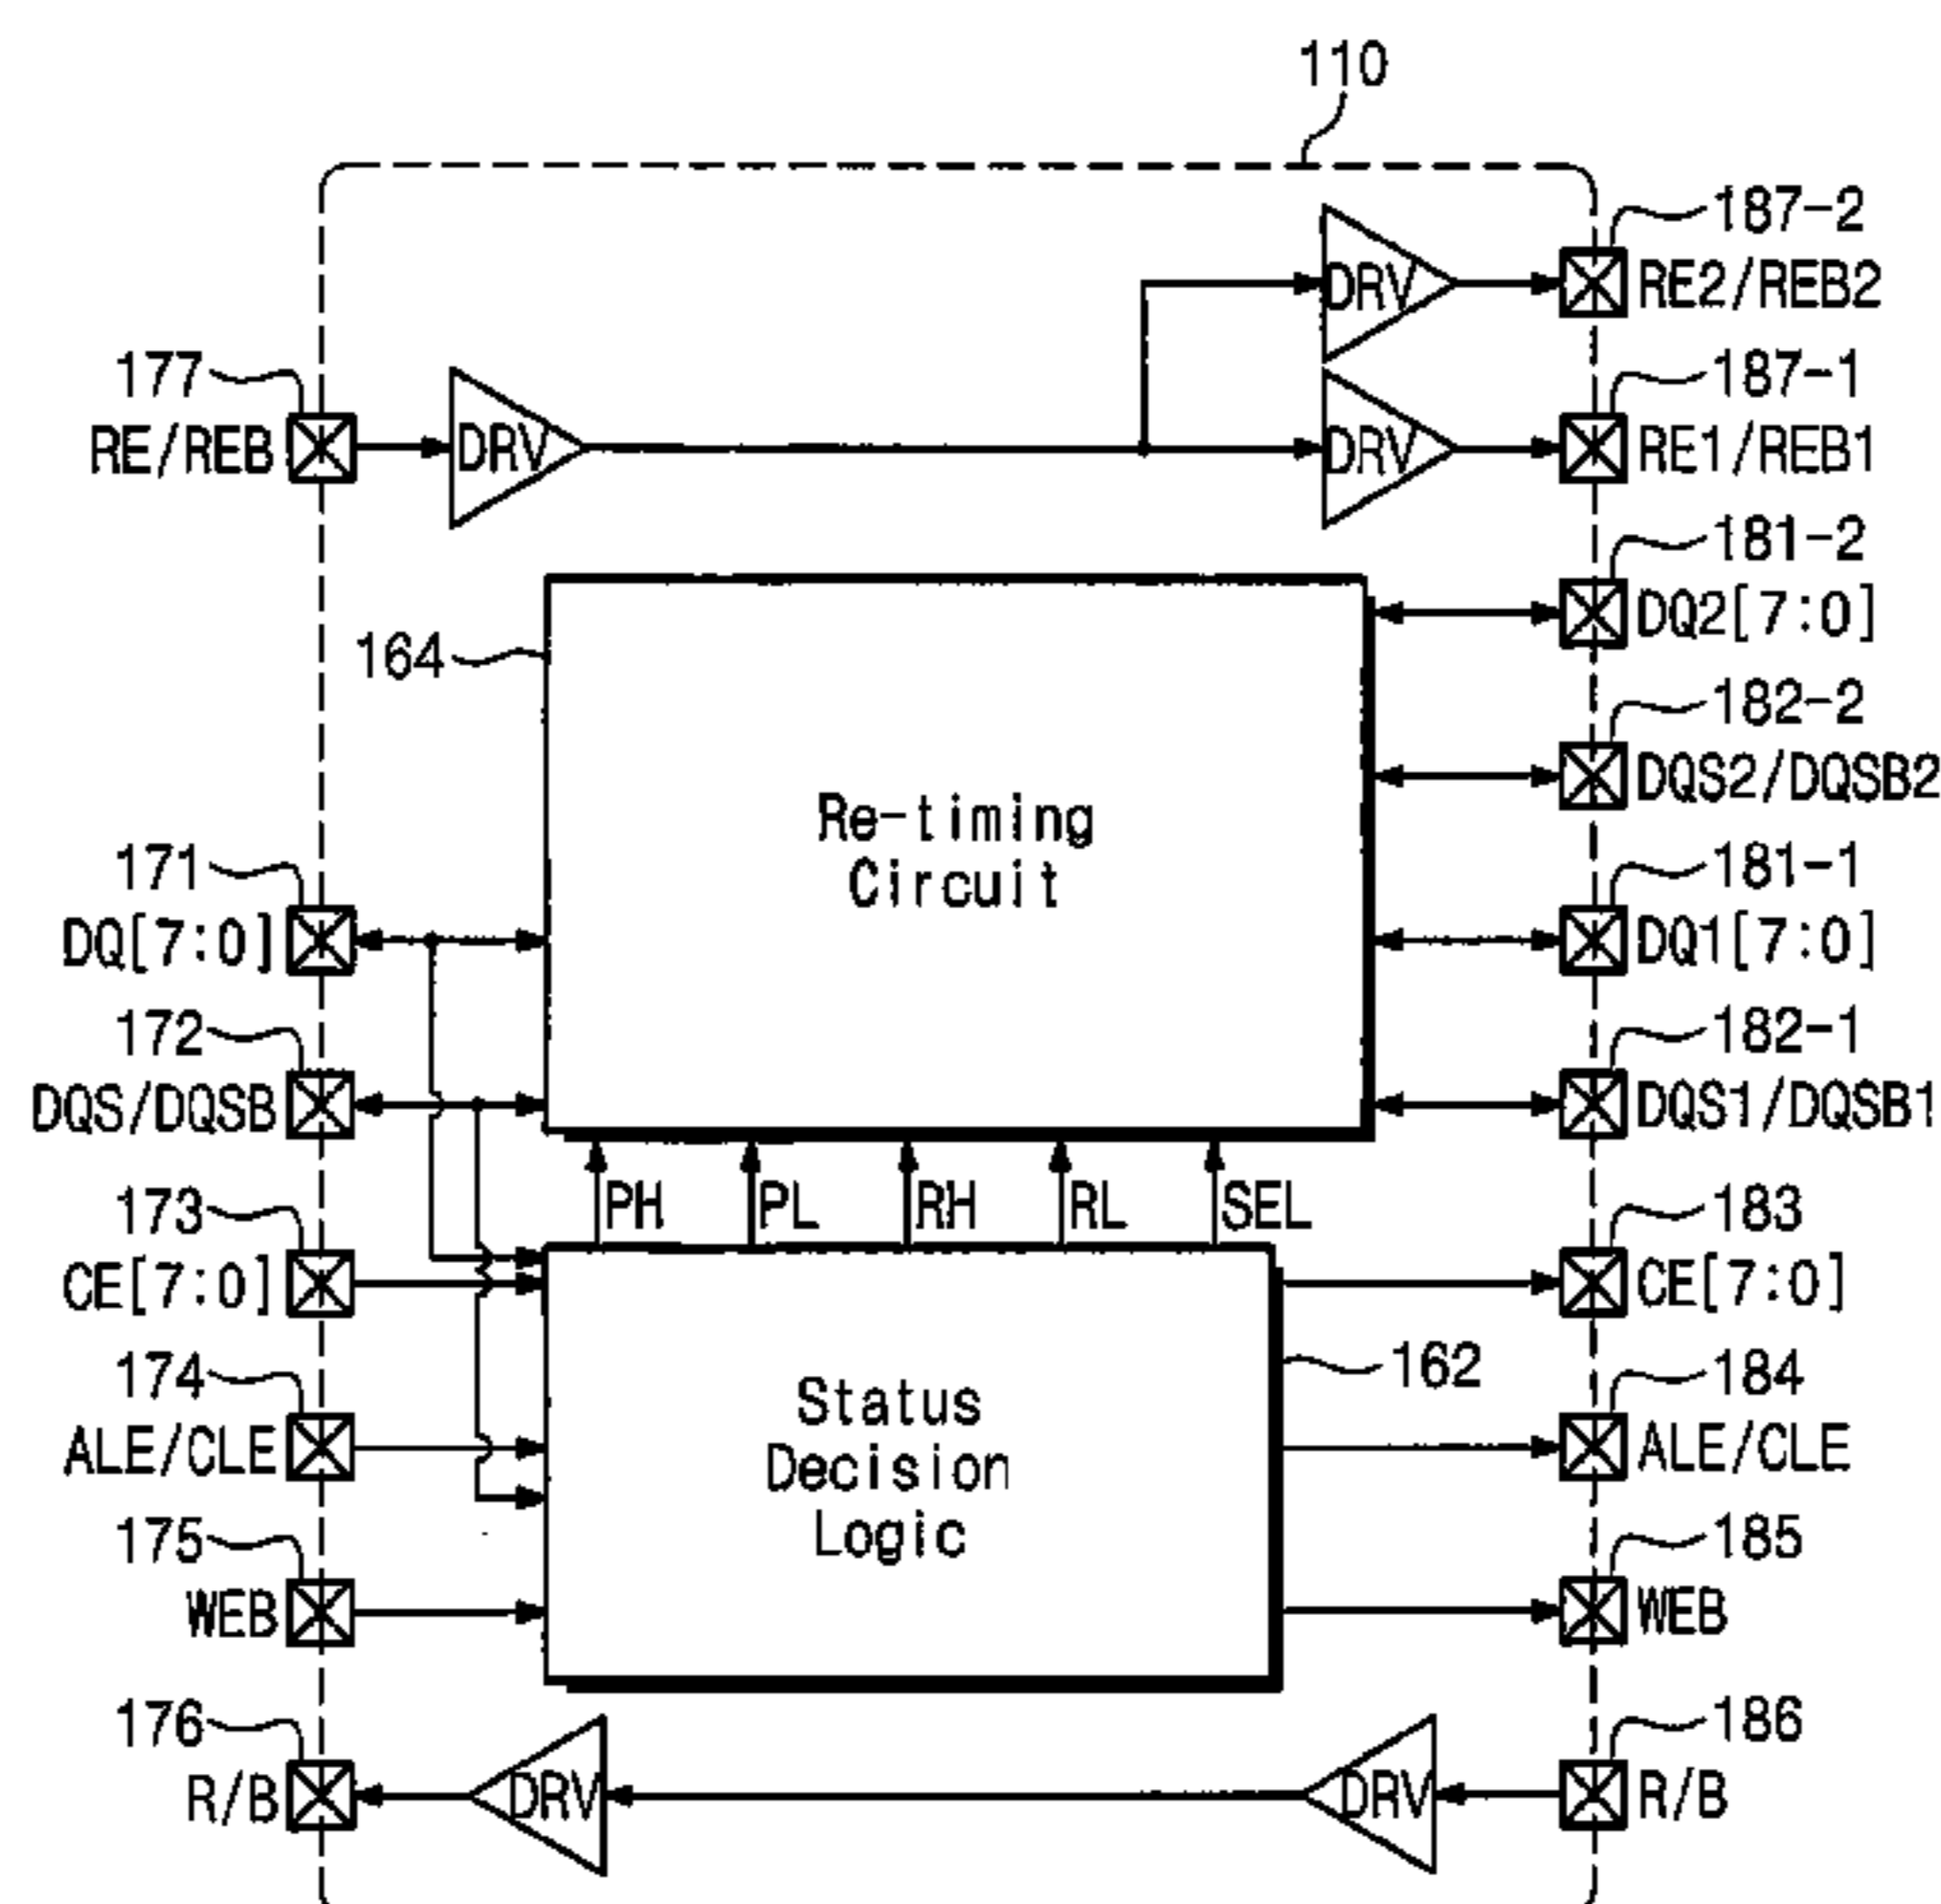 110
187-2
DRV
RE2/REB2
177
187-1
RE/REB
DRV
DRV
RE1/REB1
181-2
DQ2[7:0]
164
182-2
DQS2/DQSB2
Re-timing
Circuit
171
181-1
DQ[7:0]
DQ1[7:0]
172
182-1
DQS/DQSB
DQS1/DQSB1
PH
PL
RH
RL
SEL
173
183
CE[7:0]
CE[7:0]
174
162
184
ALE/CLE
Status
Decision
Logic
ALE/CLE
175
185
WEB
WEB
176
186
R/B
DRV
DRV
R/B